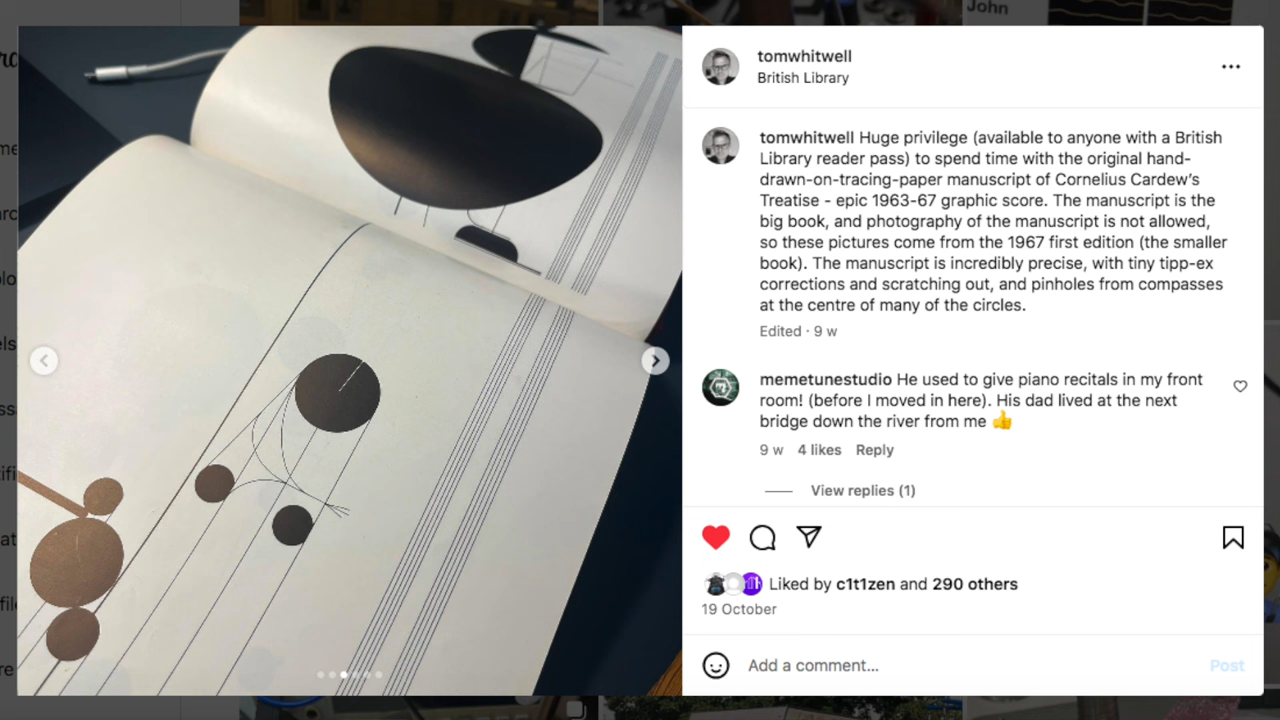 John
tomwhitwell
British Library
tomwhitwell Huge privilege (available to anyone with a British
Library reader pass) to spend time with the original hand-
drawn-on-tracing-paper manuscript of Cornelius Cardew’s
Treatise - epic 1963-67 graphic score. The manuscript is the
big book, and photography of the manuscript is not allowed,
so these pictures come from the 1967 first edition (the smaller
book). The manuscript is incredibly precise, with tiny tipp-ex
corrections and scratching out, and pinholes from compasses
at the centre of many of the circles.
Edited · 9 w
memetunestudio He used to give piano recitals in my front
room! (before I moved in here). His dad lived at the next
bridge down the river from me 👍
9 w 4 likes Reply
View replies (1)
Liked by c1t1zen and 290 others
19 October
Add a comment... Post